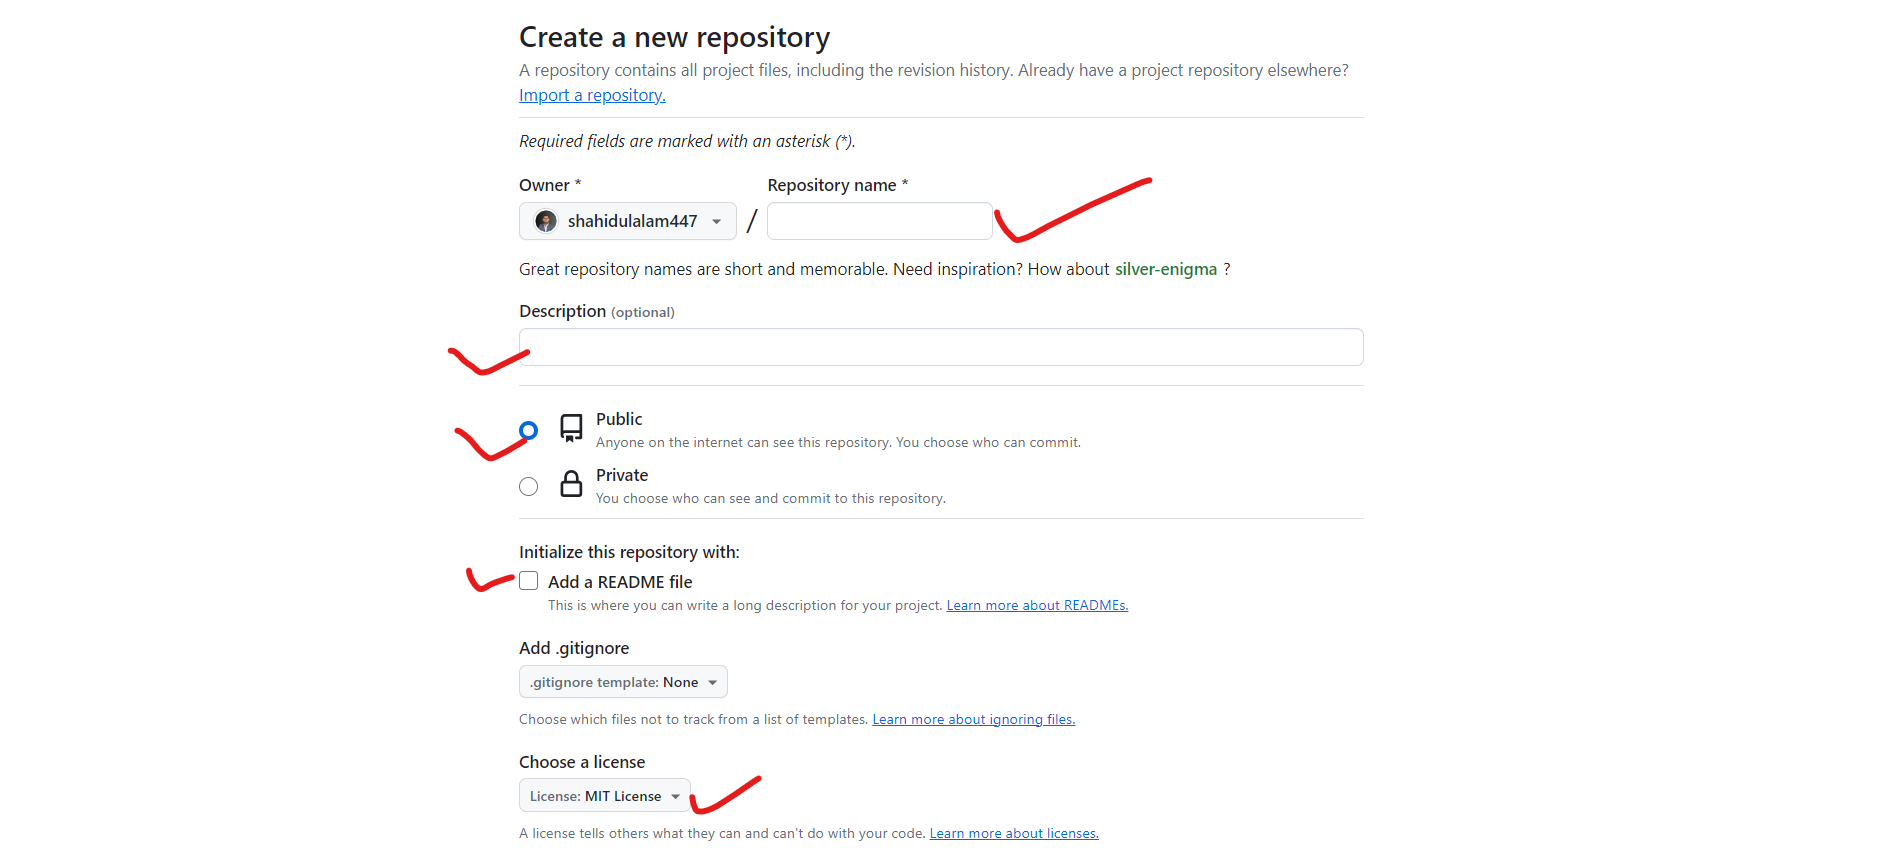 Create a new repository
A repository contains all project files, including the revision history. Already have a project repository elsewhere?
Import a repository.
Required fields are marked with an asterisk (*).
Owner * Repository name *
shahidulalam447 /
Great repository names are short and memorable. Need inspiration? How about silver-enigma ?
Description (optional)
Public
Anyone on the internet can see this repository. You choose who can commit.
Private
You choose who can see and commit to this repository.
Initialize this repository with:
Add a README file
This is where you can write a long description for your project. Learn more about READMEs.
Add .gitignore
.gitignore template: None
Choose which files not to track from a list of templates. Learn more about ignoring files.
Choose a license
License: MIT License
A license tells others what they can and can't do with your code. Learn more about licenses.